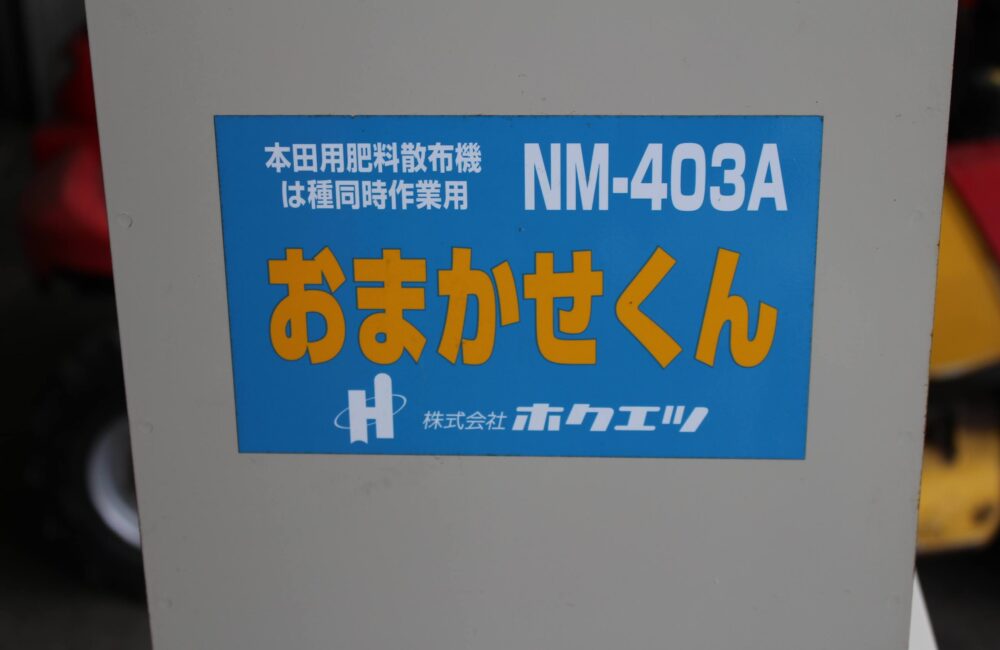 本田用肥料散布機
は種同時作業用
NM-403A
おまかせくん
株式会社 ホクエツ